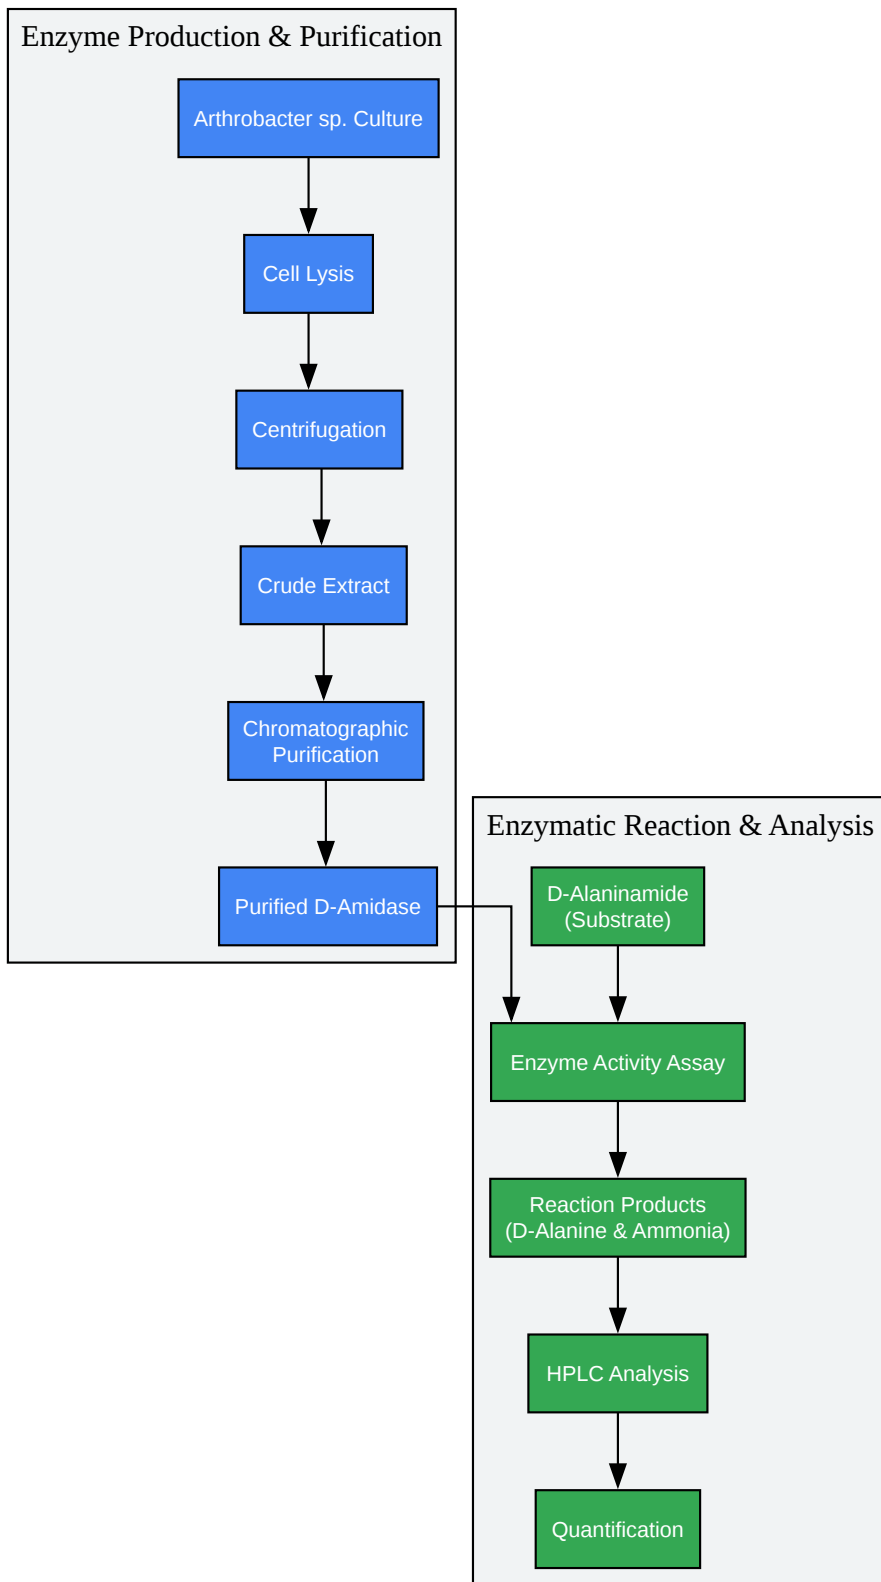 Enzyme Production & Purification
Arthrobacter sp. Culture
Cell Lysis
Centrifugation
Crude Extract
Chromatographic
Purification
Purified D-Amidase
Enzymatic Reaction & Analysis
D-Alaninamide
(Substrate)
Enzyme Activity Assay
Reaction Products
(D-Alanine & Ammonia)
HPLC Analysis
Quantification